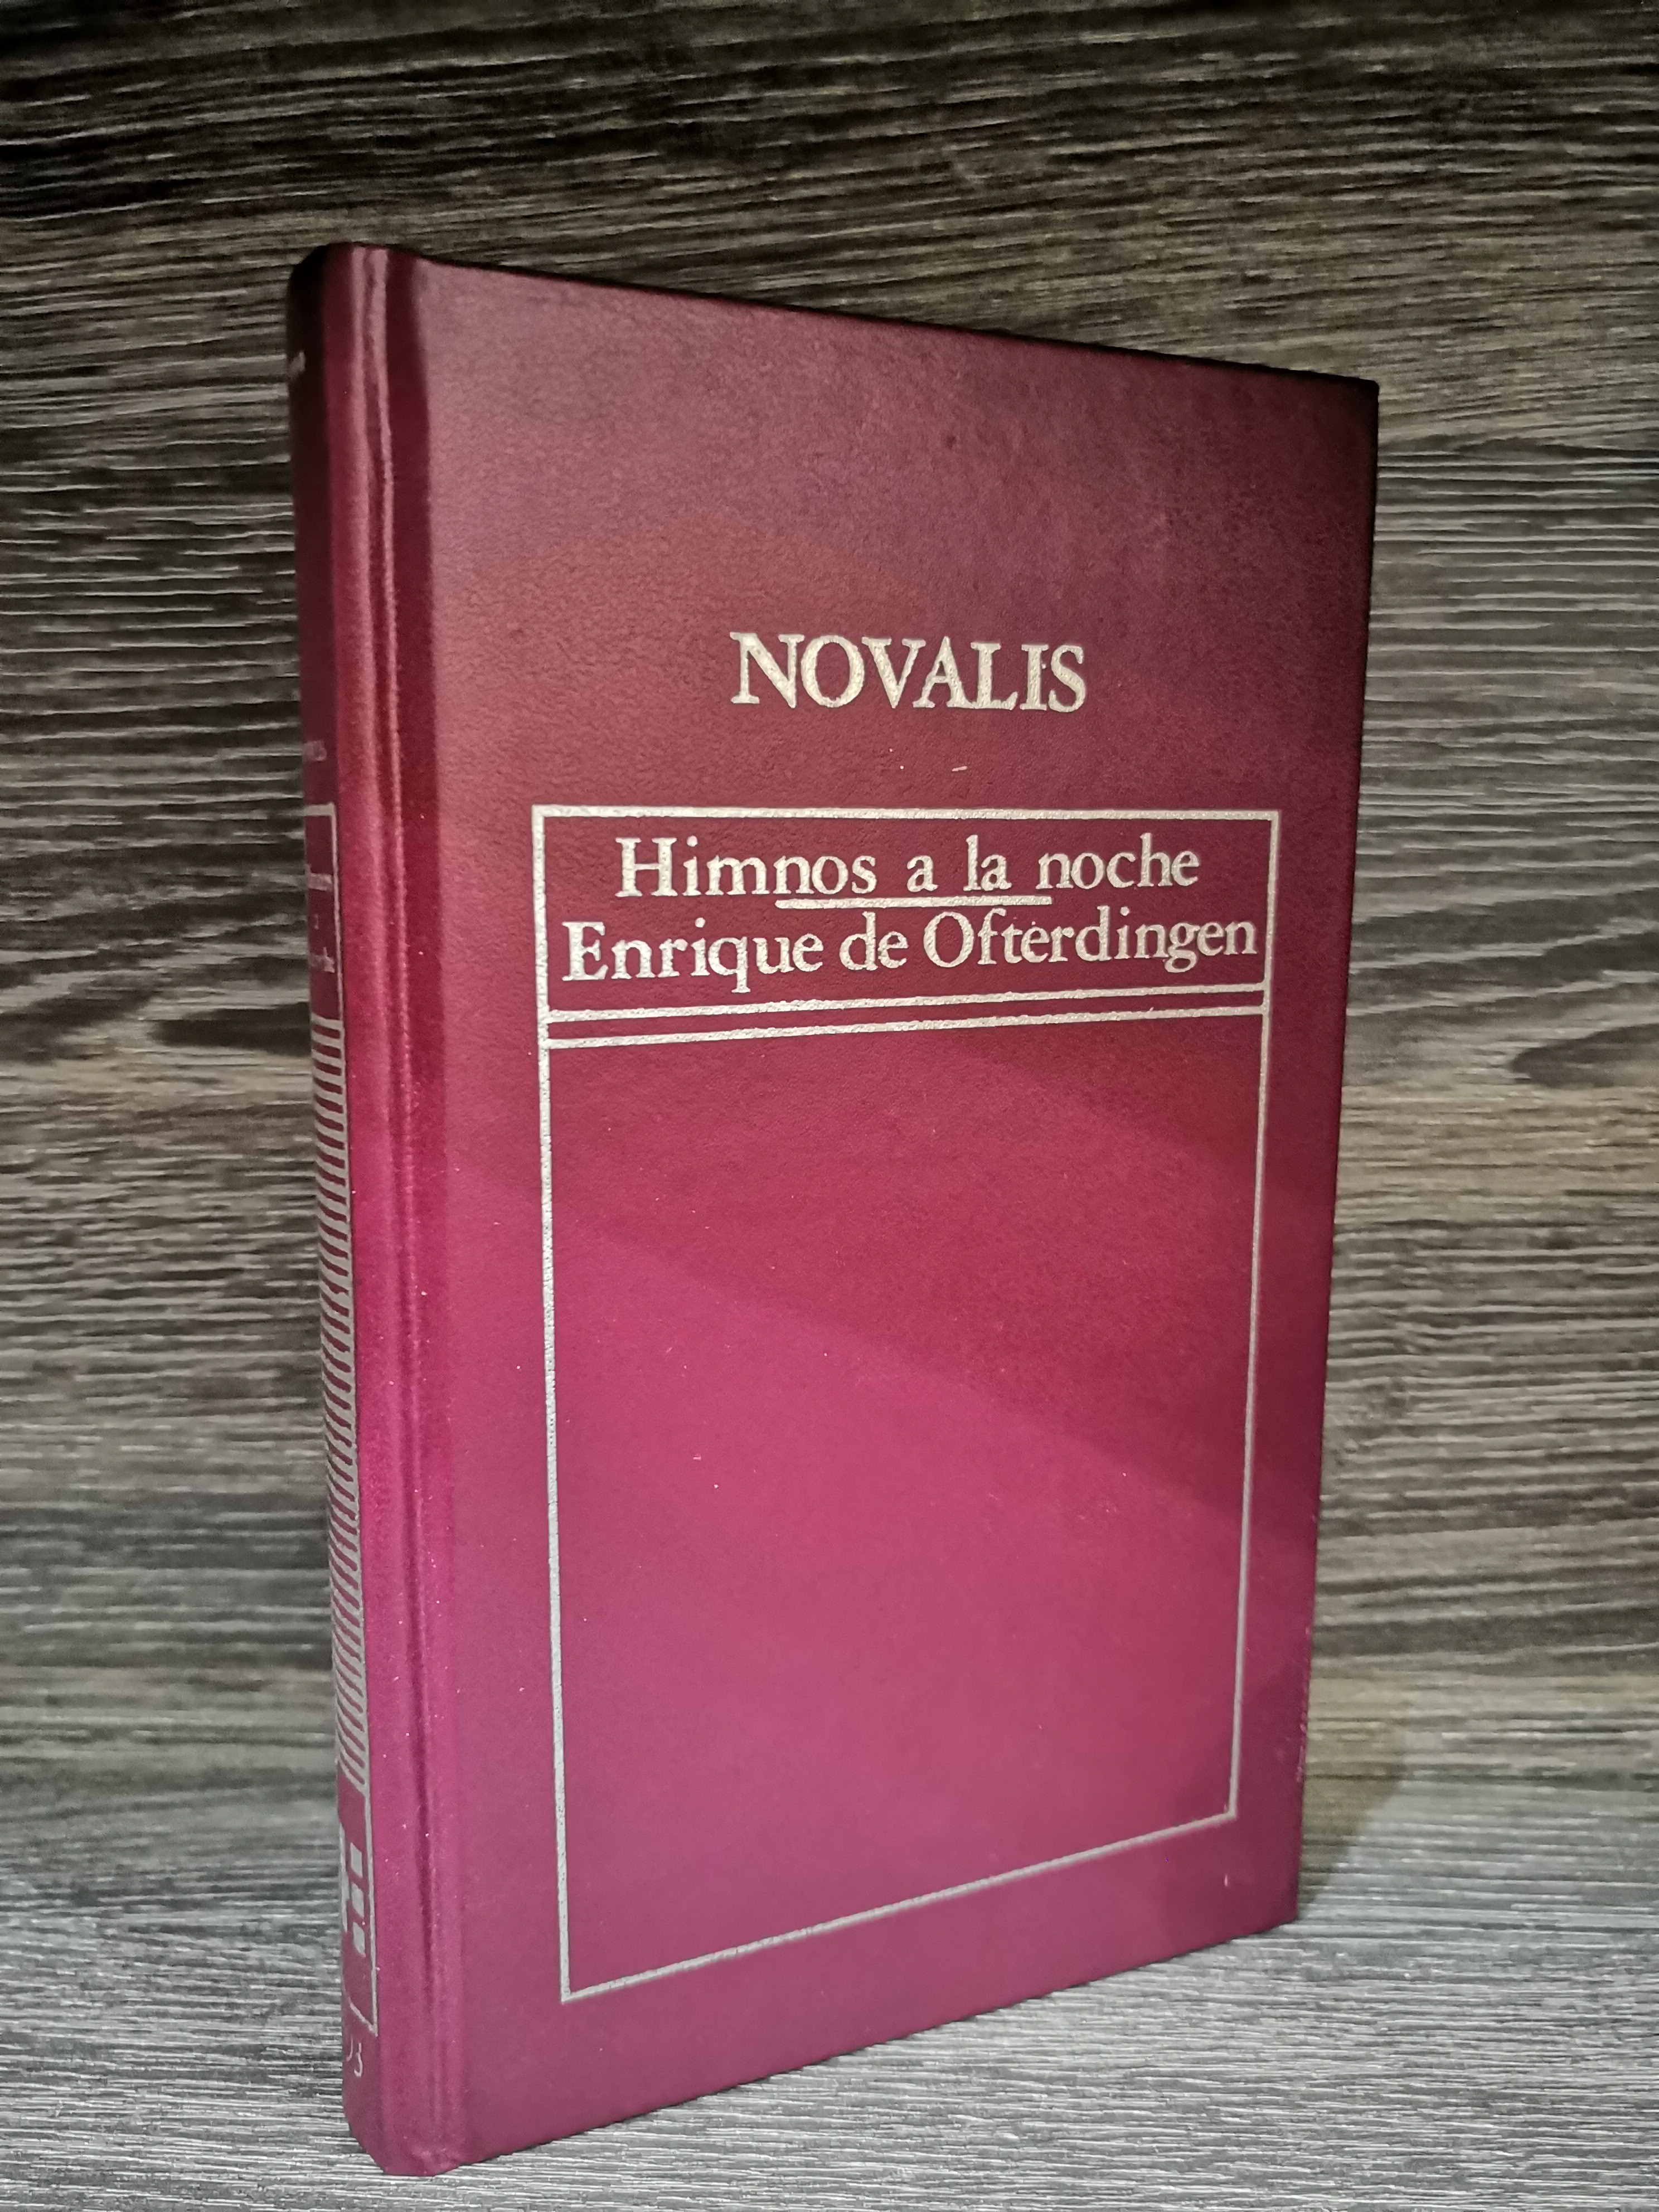 NOVALIS
Himnos a la noche
Enrique de Ofterdingen